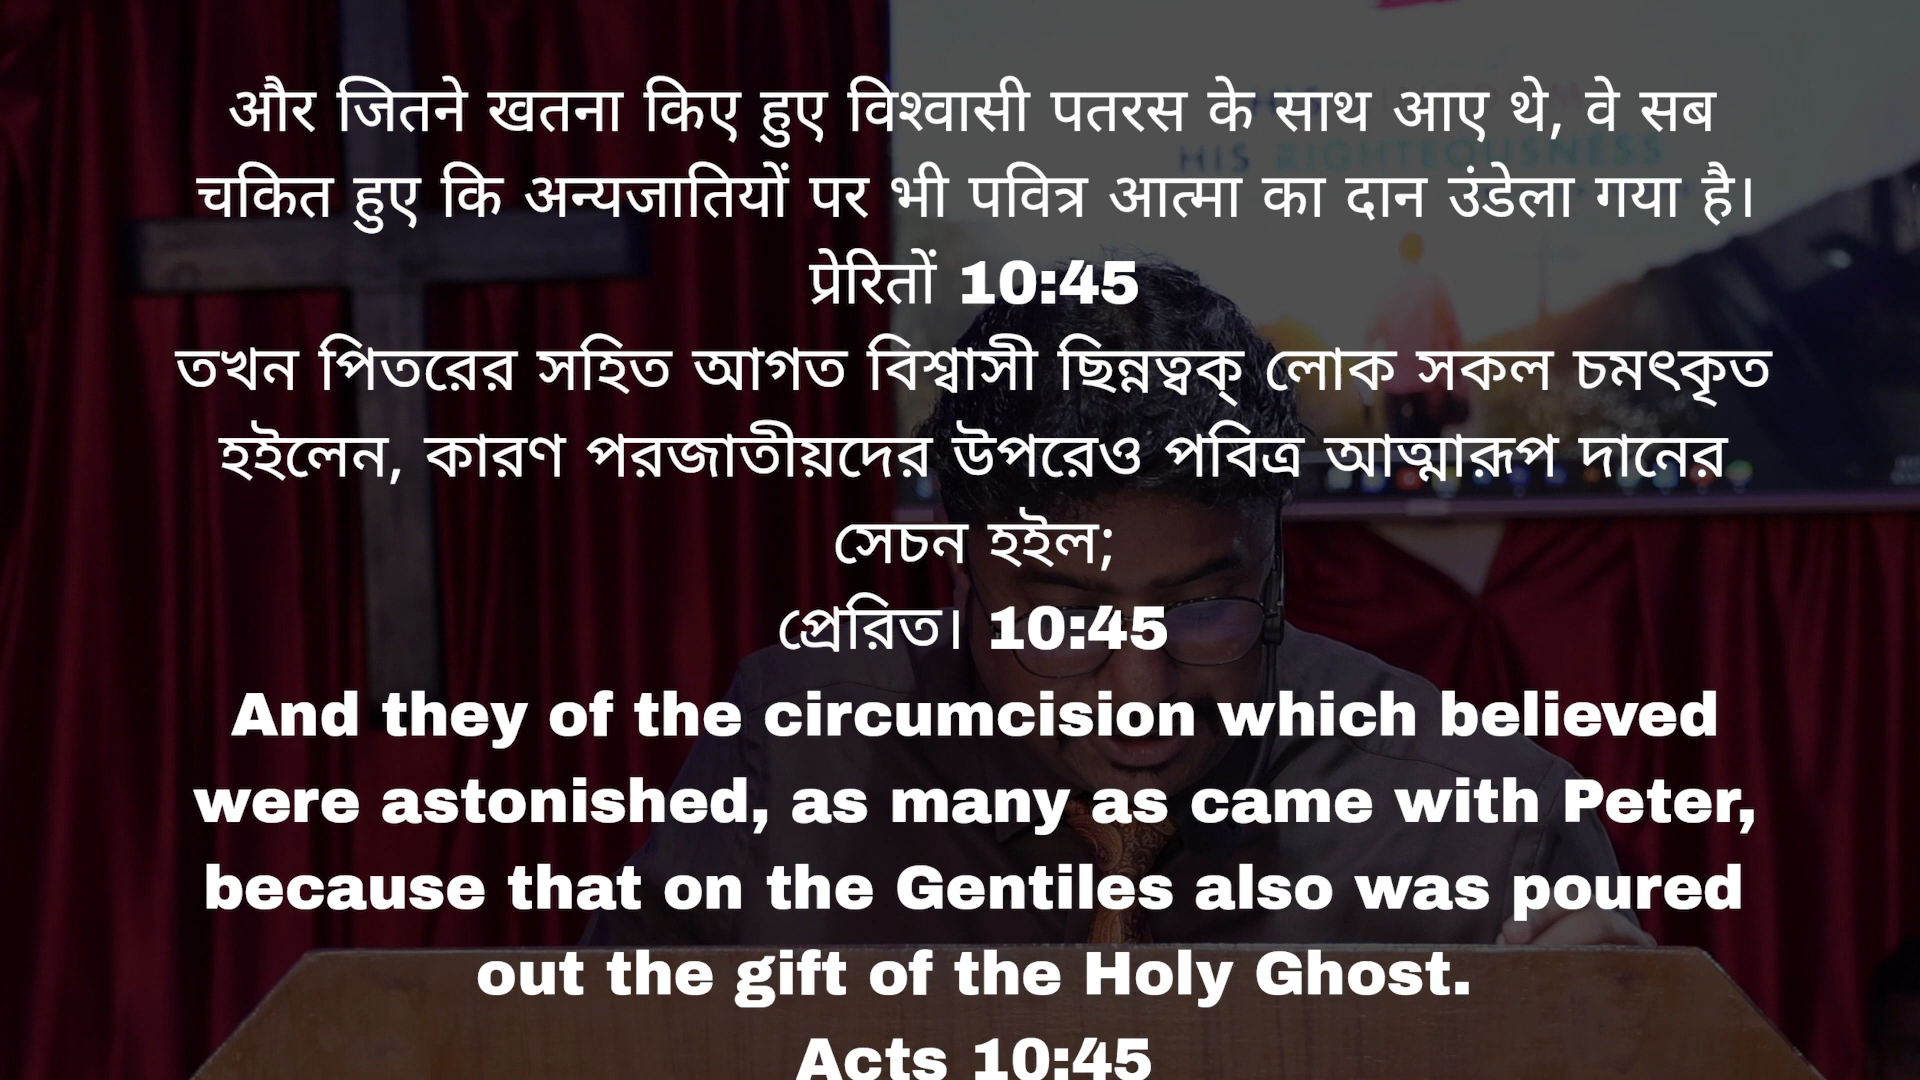 HIS RIGHTEOUSNESS
और जितने खतना किए हुए विश्वासी पतरस के साथ आए थे, वे सब
चकित हुए कि अन्यजातियों पर भी पवित्र आत्मा का दान उंडेला गया है।
प्रेरितों 10:45
তখন পিতরের সহিত আগত বিশ্বাসী ছিন্নত্বক্ লোক সকল চমৎকৃত
হইলেন, কারণ পরজাতীয়দের উপরেও পবিত্র আত্মারূপ দানের
সেচন হইল;
প্রেরিত। 10:45
And they of the circumcision which believed
were astonished, as many as came with Peter,
because that on the Gentiles also was poured
out the gift of the Holy Ghost.
Acts 10:45